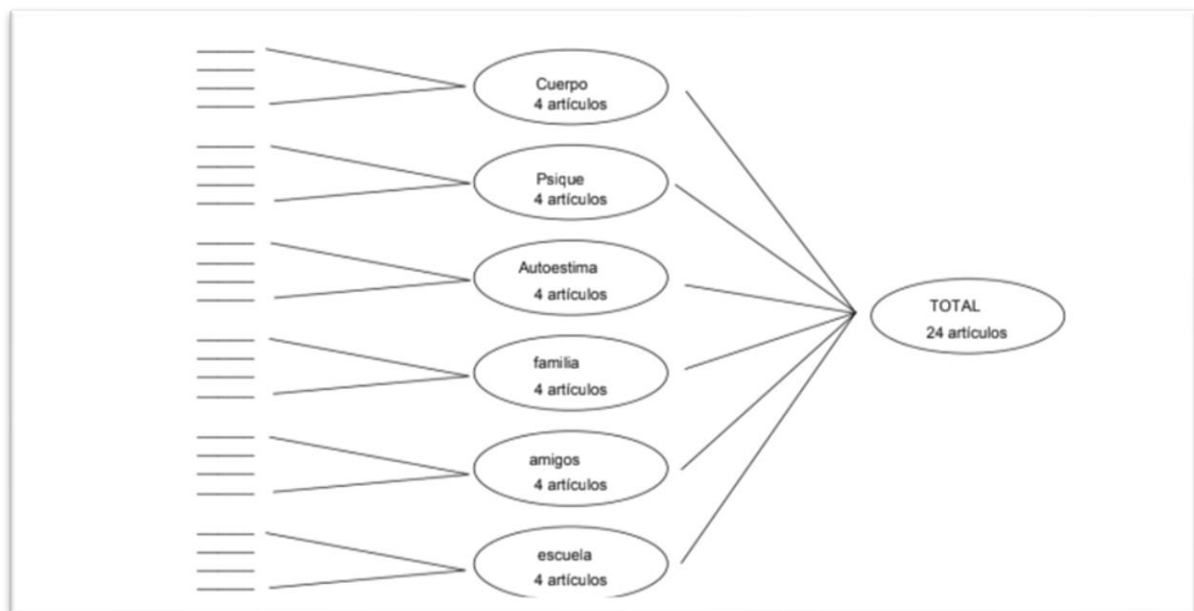 Cuerpo
4 artículos
Psique
4 artículos
Autoestima
4 artículos
familia
4 artículos
amigos
4 artículos
escuela
4 artículos
TOTAL
24 artículos